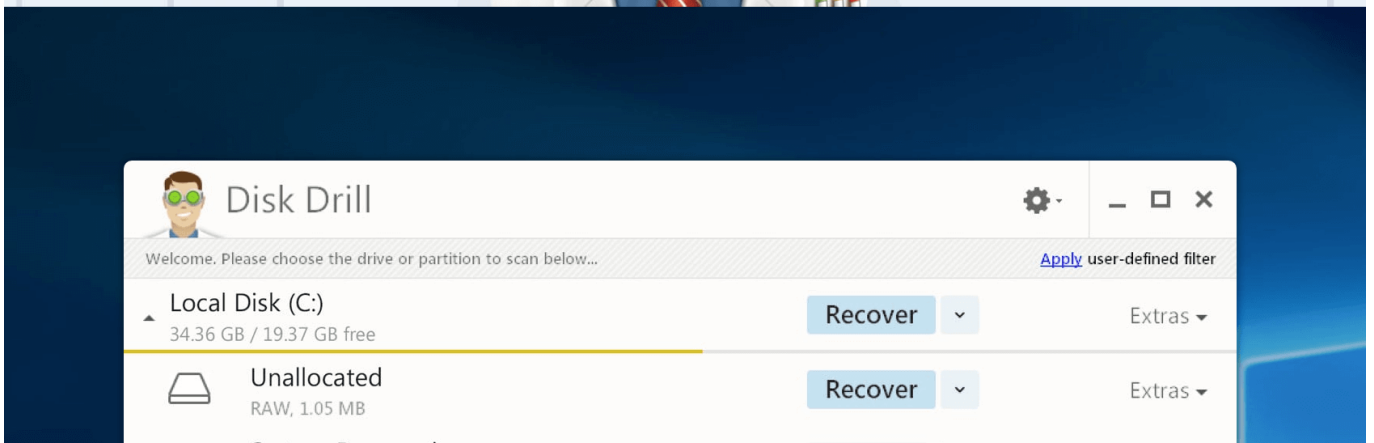 Disk Drill
Welcome. Please choose the drive or partition to scan below...
Apply user-defined filter
Local Disk (C:)
34.36 GB / 19.37 GB free
Recover
Extras
Unallocated
RAW, 1.05 MB
Recover
Extras